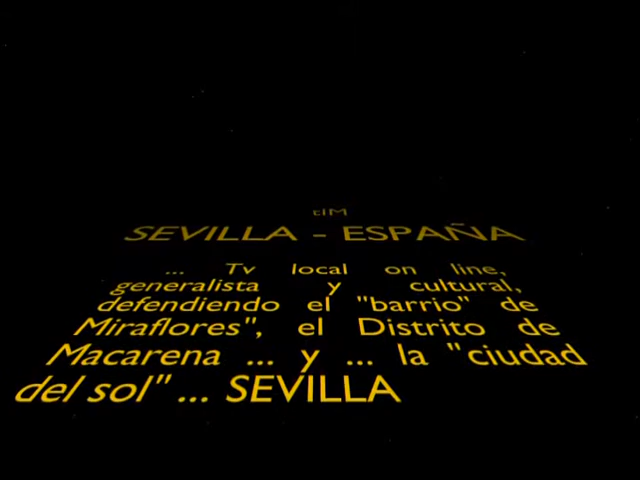 tiM
SEVILLA - ESPAÑA
... Tv local on line,
generalista y cultural,
defendiendo el "barrio" de
Miraflores", el Distrito de
Macarena ... y ... la "ciudad
del sol" ... SEVILLA